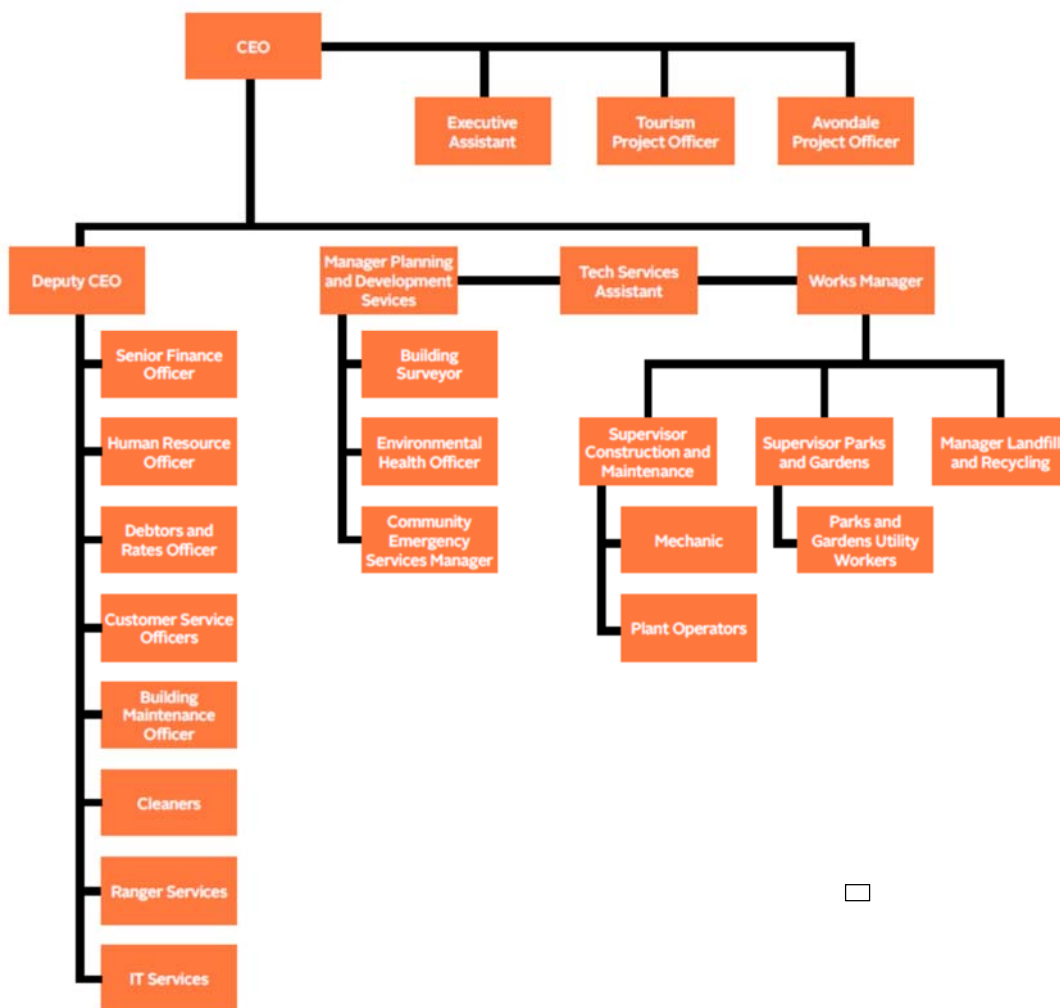 CEO
Executive
Assistant
Tourism
Project Officer
Avondale
Project Officer
Deputy CEO
Manager Planning
and Development
Sevices
Tech Services
Assistant
Works Manager
Senior Finance
Officer
Human Resource
Officer
Debtors and
Rates Officer
Customer Service
Officers
Building
Maintenance
Officer
Cleaners
Ranger Services
IT Services
Building
Surveyor
Environmental
Health Officer
Community
Emergency
Services Manager
Supervisor
Construction and
Maintenance
Mechanic
Plant Operators
Supervisor Parks
and Gardens
Parks and
Gardens Utility
Workers
Manager Landfill
and Recycling